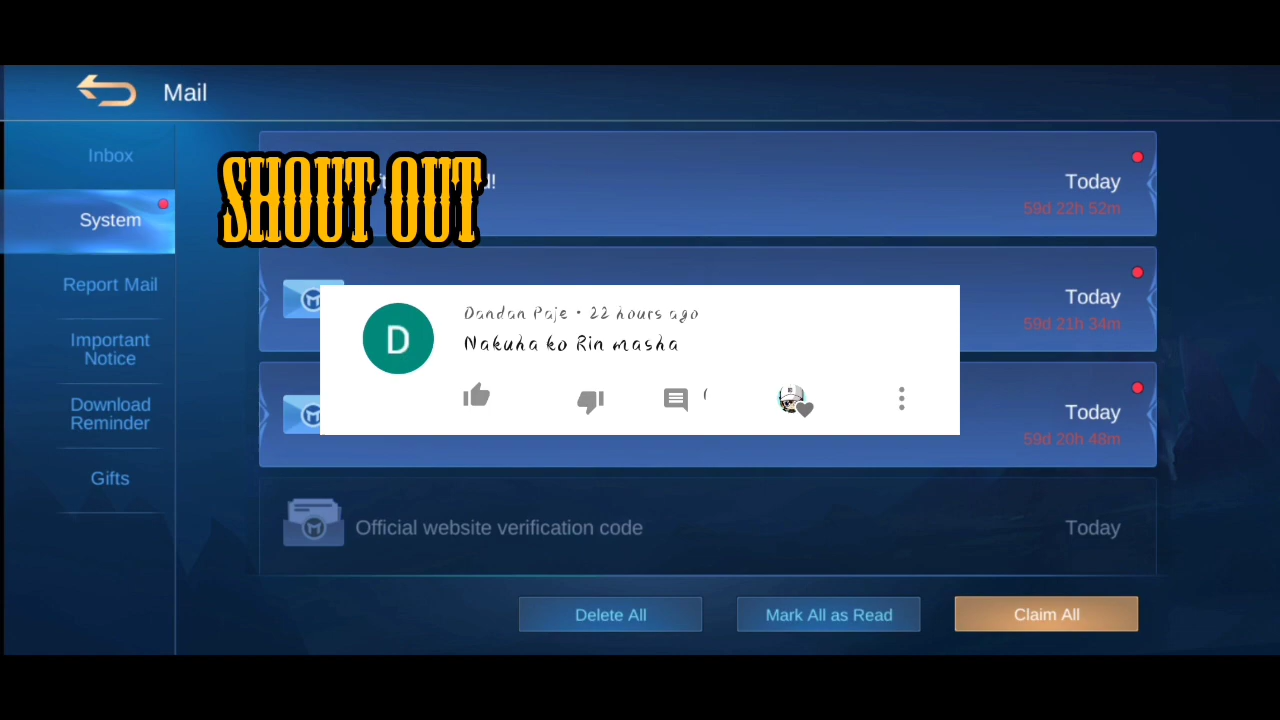 Mail
Inbox
System
Report Mail
Important
Notice
Download
Reminder
Gifts
SHOUT OUT
Today
59d 22h 52m
Today
59d 21h 34m
Dandan Paje • 22 hours ago
Nakuha ko Rin masha
Today
59d 20h 48m
Official website verification code
Today
Delete All
Mark All as Read
Claim All